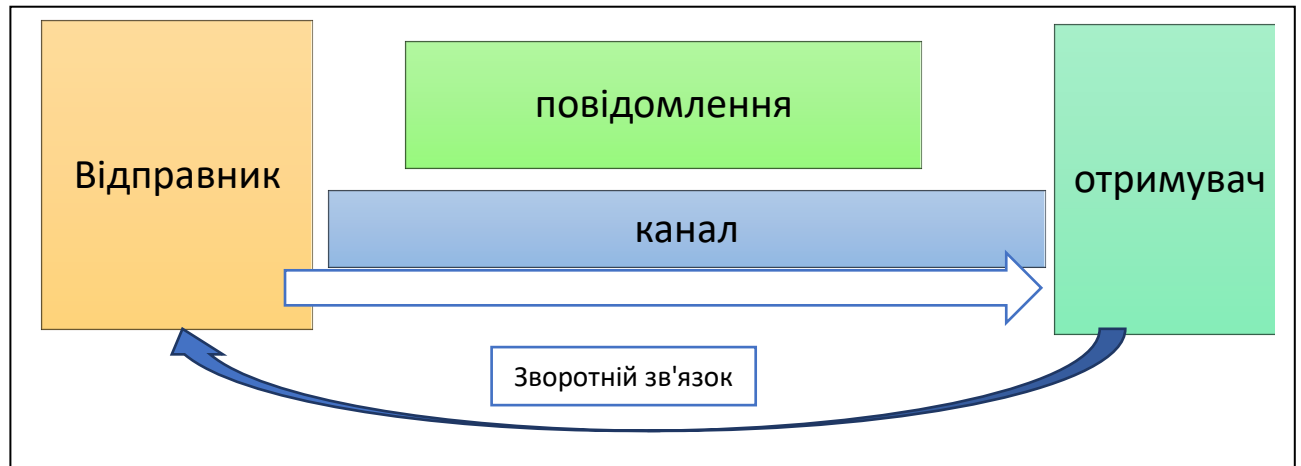 Відправник
повідомлення
канал
отримувач
Зворотній зв'язок